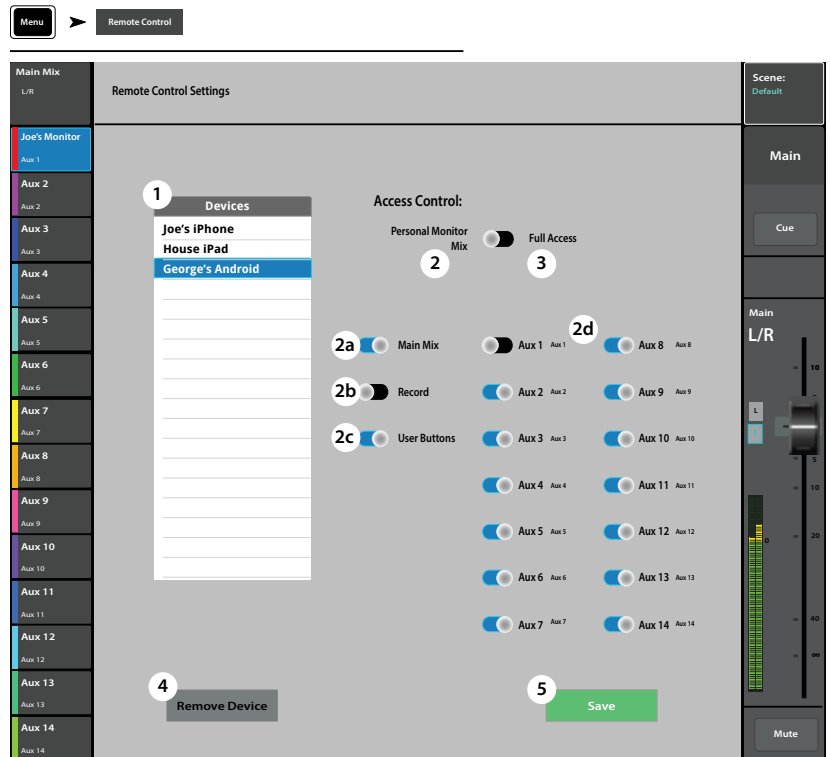 Menu
Remote Control
Main Mix
L/R
Remote Control Settings
Scene:
Default
Joe's Monitor
Aux 1
Aux 2
Aux 2
Aux 3
Aux 3
Aux 4
Aux 4
Aux 5
Aux 5
Aux 6
Aux 6
Aux 7
Aux 7
Aux 8
Aux 8
Aux 9
Aux 9
Aux 10
Aux 10
Aux 11
Aux 11
Aux 12
Aux 12
Aux 13
Aux 13
Aux 14
Aux 14
1
Devices
Joe's iPhone
House iPad
George's Android
Access Control:
Personal Monitor
Mix
Full Access
2
3
2a
Main Mix
2b
Record
2c
User Buttons
2d
Aux 1 Aux 1
Aux 8 Aux 8
Aux 2 Aux 2
Aux 9 Aux 9
Aux 3 Aux 3
Aux 10 Aux 10
Aux 4 Aux 4
Aux 11 Aux 11
Aux 5 Aux 5
Aux 12 Aux 12
Aux 6 Aux 6
Aux 13 Aux 13
Aux 7 Aux 7
Aux 14 Aux 14
4
Remove Device
5
Save
Main
Cue
Main
L/R
10
L
5
10
0
20
40
∞
Mute